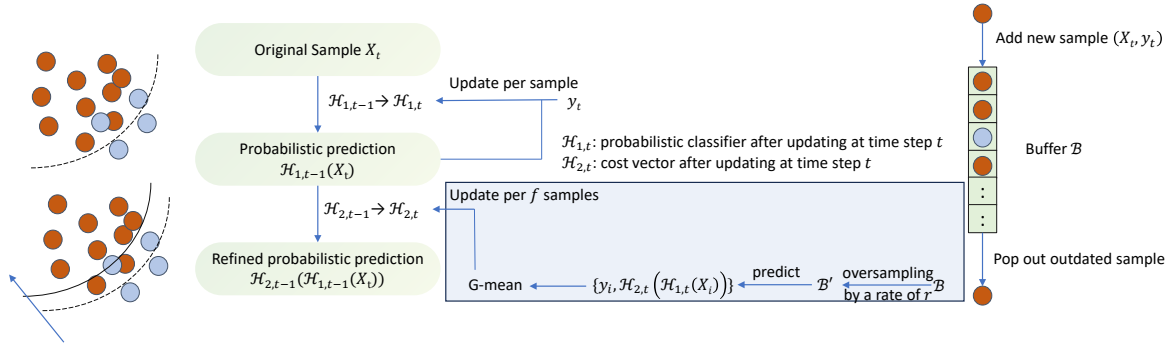 Original Sample $X_t$
$\mathcal{H}_{1,t-1} \rightarrow \mathcal{H}_{1,t}$
Update per sample
$y_t$
Probabilistic prediction
$\mathcal{H}_{1,t-1}(X_t)$
$\mathcal{H}_{1,t}$: probabilistic classifier after updating at time step $t$
$\mathcal{H}_{2,t}$: cost vector after updating at time step $t$
$\mathcal{H}_{2,t-1} \rightarrow \mathcal{H}_{2,t}$
Update per $f$ samples
Refined probabilistic prediction
$\mathcal{H}_{2,t-1}(\mathcal{H}_{1,t-1}(X_t))$
G-mean
$\{y_i, \mathcal{H}_{2,t}(\mathcal{H}_{1,t}(X_i))\}$
predict
$\mathcal{B}'$
oversampling
by a rate of $r$
$\mathcal{B}$
Add new sample $(X_t, y_t)$
Buffer $\mathcal{B}$
:
:
Pop out outdated sample